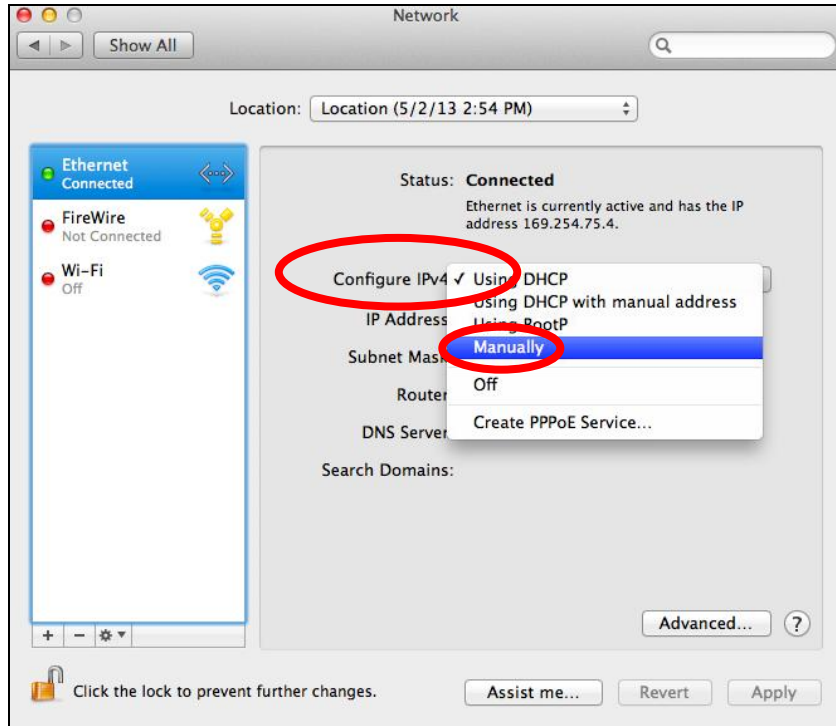 Network
Show All
Location: Location (5/2/13 2:54 PM)
Ethernet
Connected
FireWire
Not Connected
Wi-Fi
Off
Status: Connected
Ethernet is currently active and has the IP
address 169.254.75.4.
Configure IPv4 ✓ Using DHCP
Using DHCP with manual address
IP Address Using BootP
Manually
Subnet Mask
Off
Router
Create PPPoE Service...
DNS Server
Search Domains:
Advanced... ?
+ −
Click the lock to prevent further changes.
Assist me... Revert Apply